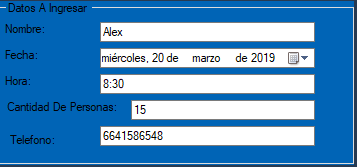 Datos A Ingresar
Nombre: Alex
Fecha: miércoles, 20 de marzo de 2019
Hora: 8:30
Cantidad De Personas: 15
Telefono: 6641586548